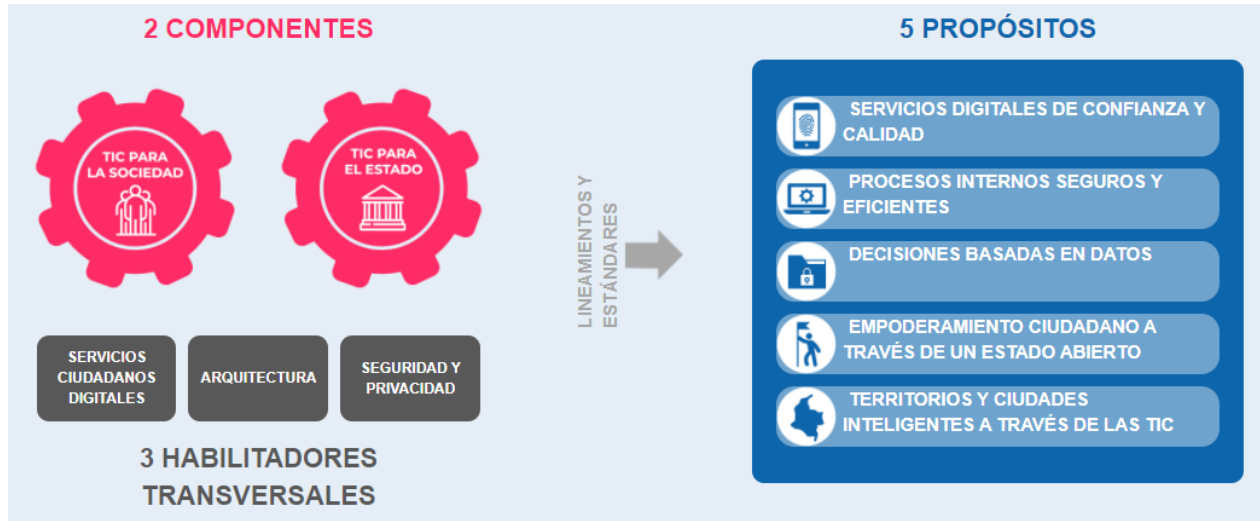 2 COMPONENTES
TIC PARA
LA SOCIEDAD
TIC PARA
EL ESTADO
SERVICIOS
CIUDADANOS
DIGITALES
ARQUITECTURA
SEGURIDAD Y
PRIVACIDAD
3 HABILITADORES
TRANSVERSALES
LINEAMIENTOS Y
ESTÁNDARES
5 PROPÓSITOS
SERVICIOS DIGITALES DE CONFIANZA Y
CALIDAD
PROCESOS INTERNOS SEGUROS Y
EFICIENTES
DECISIONES BASADAS EN DATOS
EMPODERAMIENTO CIUDADANO A
TRAVÉS DE UN ESTADO ABIERTO
TERRITORIOS Y CIUDADES
INTELIGENTES A TRAVÉS DE LAS TIC